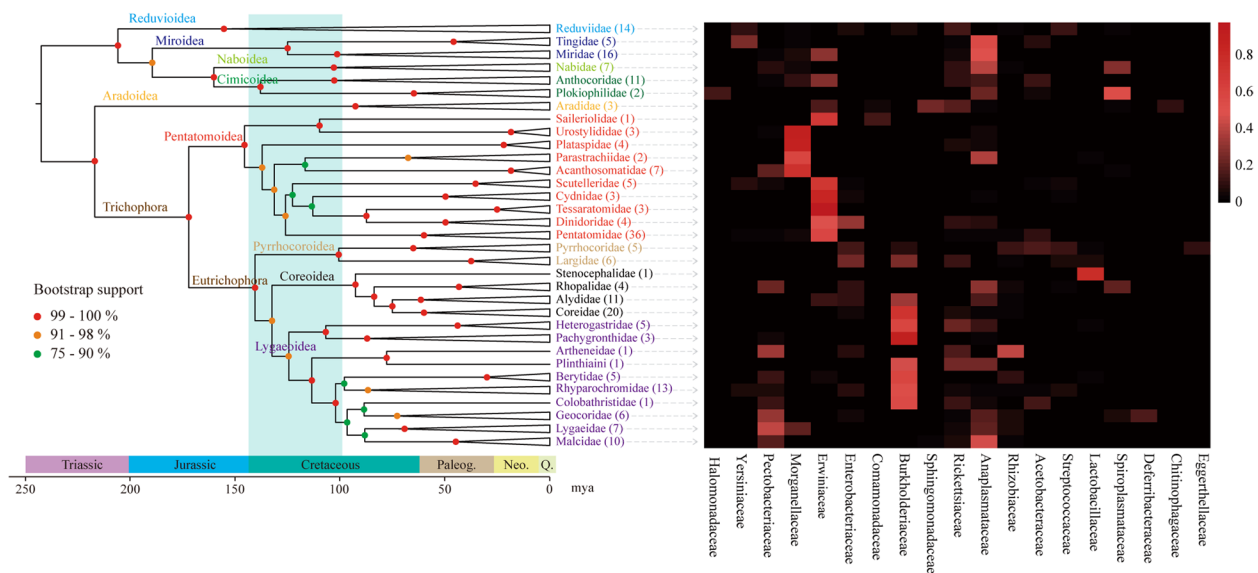 Reduvioidea
Miroidea
Naboidea
Cimicoidea
Aradoidea
Pentatomoidea
Trichophora
Pyrrhocoroidea
Eutrichophora
Coreoidea
Lygaeoidea
Bootstrap support
99 - 100 %
91 - 98 %
75 - 90 %
Reduviidae (14)
Tingidae (5)
Miridae (16)
Nabidae (7)
Anthocoridae (11)
Plokiophilidae (2)
Aradidae (3)
Saileriolidae (1)
Urostylididae (3)
Plataspidae (4)
Parastrachiidae (2)
Acanthosomatidae (7)
Scutelleridae (5)
Cydnidae (3)
Tessaratomidae (3)
Dinidoridae (4)
Pentatomidae (36)
Pyrrhocoridae (5)
Largidae (6)
Stenocephalidae (1)
Rhopalidae (4)
Alydidae (11)
Coreidae (20)
Heterogastridae (5)
Pachygronthidae (3)
Artheneidae (1)
Plinthiaini (1)
Berytidae (5)
Rhyparochromidae (13)
Colobathristidae (1)
Geocoridae (6)
Lygaeidae (7)
Malcidae (10)
Triassic Jurassic Cretaceous Paleog. Neo. Q.
250 200 150 100 50 0 mya
Halomonadaceae
Yersiniaceae
Pectobacteriaceae
Morganellaceae
Erwiniaceae
Enterobacteriaceae
Comamonadaceae
Burkholderiaceae
Sphingomonadaceae
Rickettsiaceae
Anaplasmataceae
Rhizobiaceae
Acetobacteraceae
Streptococcaceae
Lactobacillaceae
Spiroplasmataceae
Deferribacteraceae
Chitinophagaceae
Eggerthellaceae
0.8
0.6
0.4
0.2
0